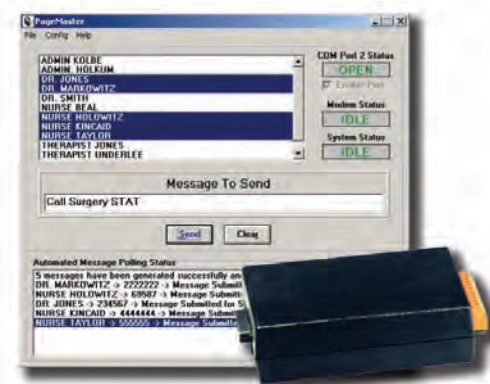 PageMaster
File Config Help
ADMIN KOLBE
ADMIN. HOLKUM
DR. JONES
DR. MARKOWITZ
DR. SMITH
NURSE BEAL
NURSE HOLOWITZ
NURSE KINCAID
NURSE TAYLOR
THERAPIST JONES
THERAPIST UNDERLEE
COM Port 2 Status
OPEN
Enable Port
Modem Status
IDLE
System Status
IDLE
Message To Send
Call Surgery STAT
Send Clear
Automated Message Polling Status
5 messages have been generated successfully an
DR. MARKOWITZ -> 2222222 -> Message Submitt
NURSE HOLOWITZ -> 69587 -> Message Submitt
DR. JONES -> 234567 -> Message Submitted for S
NURSE KINCAID -> 4444444 -> Message Submitt
NURSE TAYLOR -> 555555 -> Message Submitte